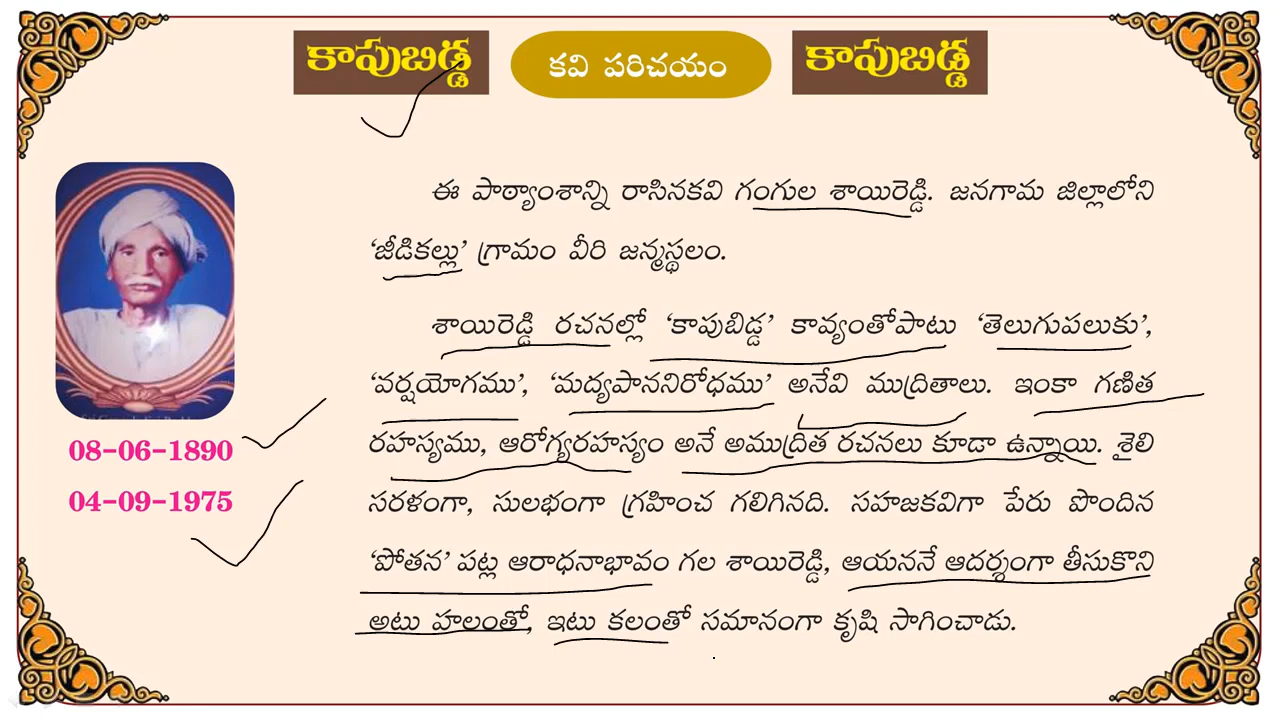 కాపుబిడ్డ కవి పరిచయం కాపుబిడ్డ
ఈ పాఠ్యాంశాన్ని రాసినకవి గంగుల శాయిరెడ్డి. జనగామ జిల్లాలోని
‘జీడికల్లు’ గ్రామం వీరి జన్మస్థలం.
శాయిరెడ్డి రచనల్లో ‘కాపుబిడ్డ’ కావ్యంతోపాటు ‘తెలుగుపలుకు’,
‘వర్షయోగము’, ‘మద్యపాననిరోధము’ అనేవి ముద్రితాలు. ఇంకా గణిత
రహస్యము, ఆరోగ్యరహస్యం అనే అముద్రిత రచనలు కూడా ఉన్నాయి. శైలి
సరళంగా, సులభంగా గ్రహించ గలిగినది. సహజకవిగా పేరు పొందిన
‘పోతన’ పట్ల ఆరాధనాభావం గల శాయిరెడ్డి, ఆయననే ఆదర్శంగా తీసుకొని
అటు హలంతో, ఇటు కలంతో సమానంగా కృషి సాగించాడు.
08-06-1890
04-09-1975